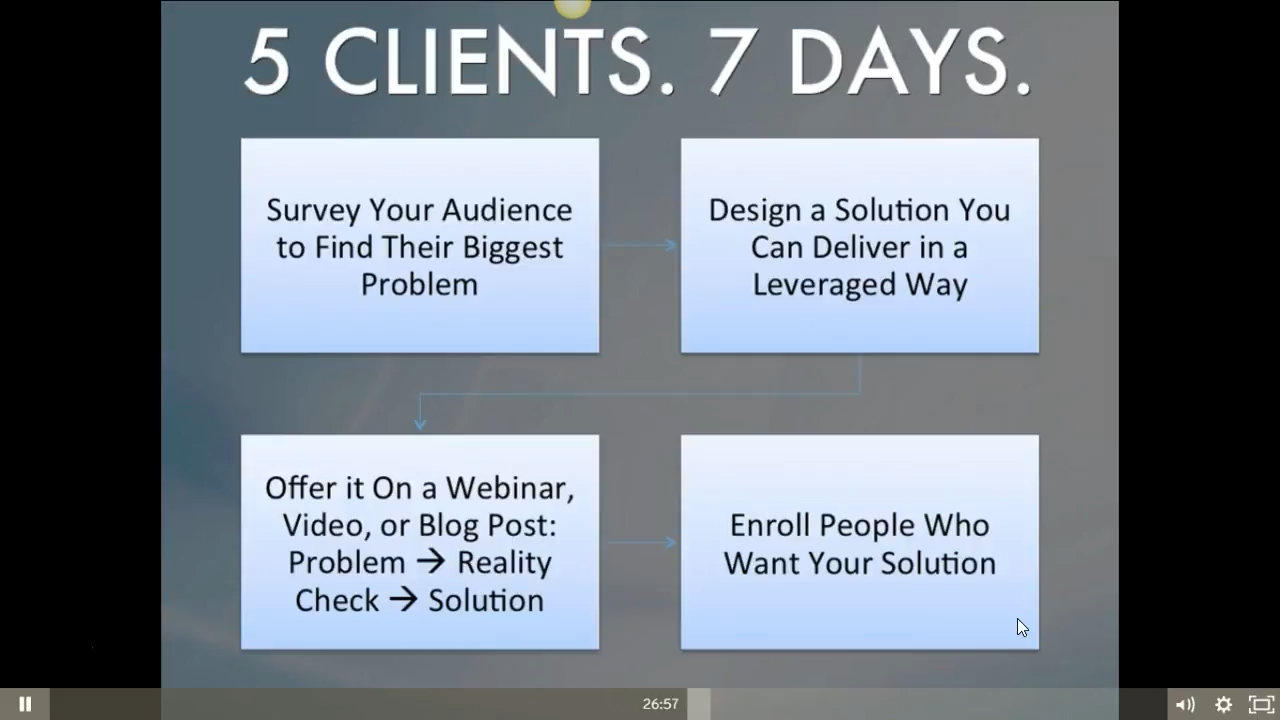 5 CLIENTS. 7 DAYS.
Survey Your Audience
to Find Their Biggest
Problem
Design a Solution You
Can Deliver in a
Leveraged Way
Offer it On a Webinar,
Video, or Blog Post:
Problem → Reality
Check → Solution
Enroll People Who
Want Your Solution
26:57